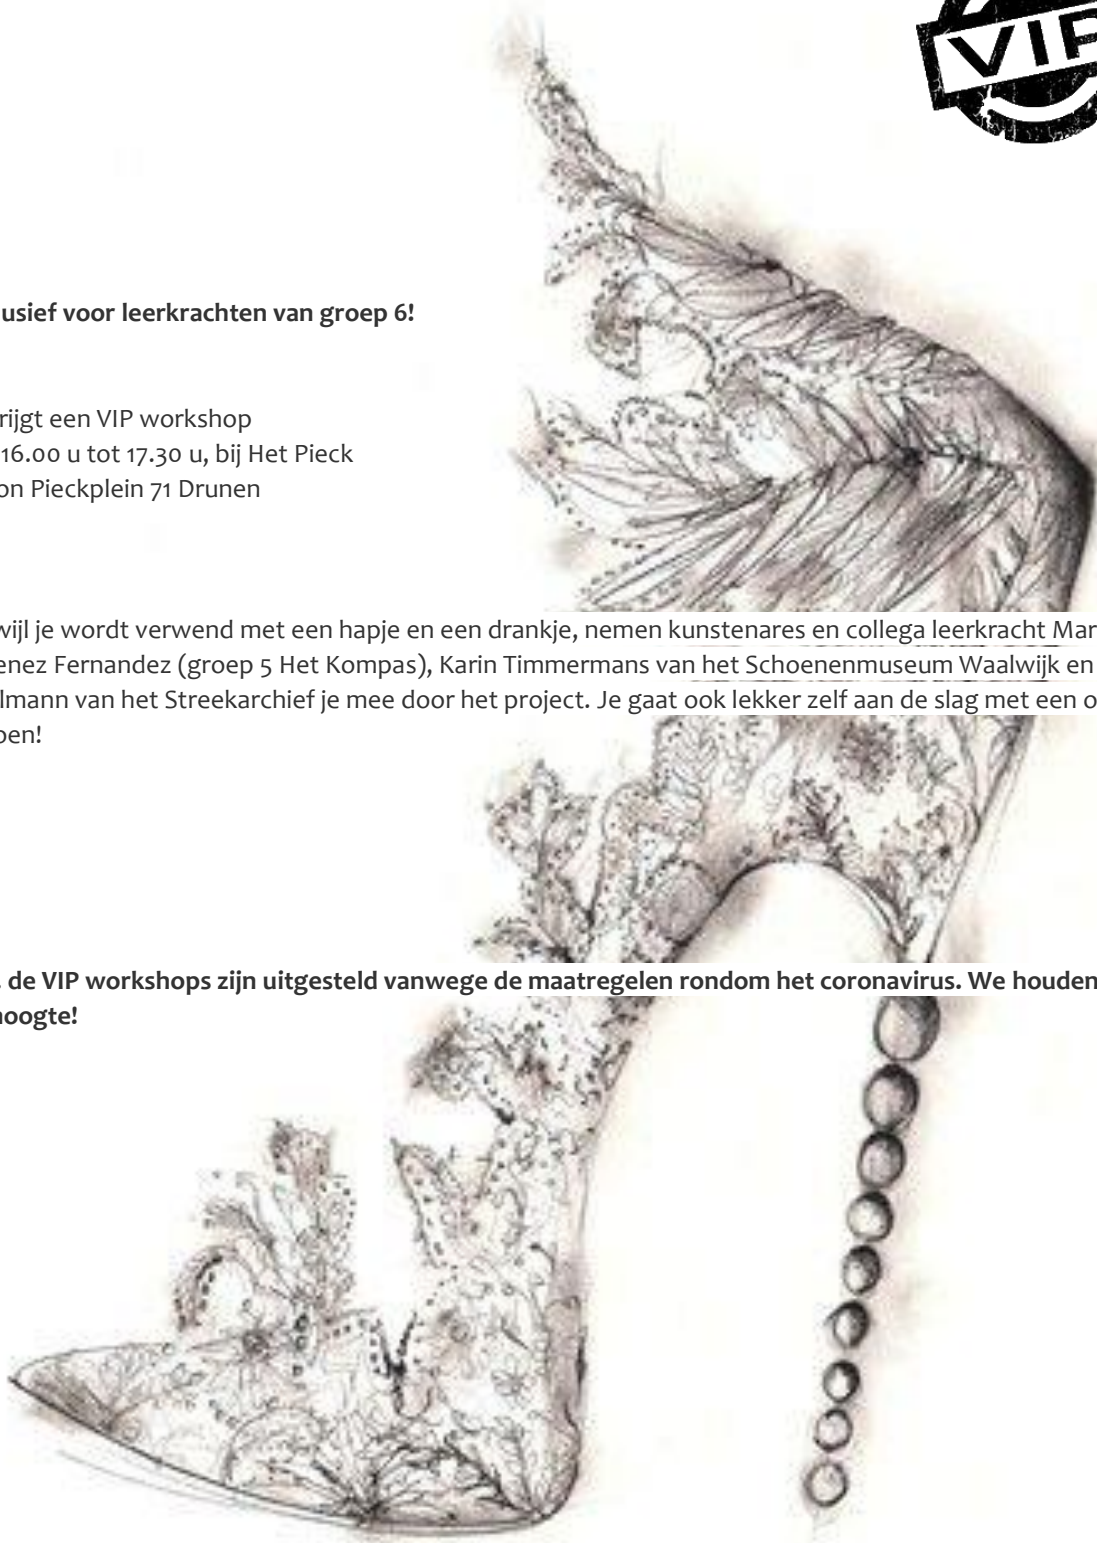 VIP
usief voor leerkrachten van groep 6!
rijgt een VIP workshop
16.00 u tot 17.30 u, bij Het Pieck
on Pieckplein 71 Drunen
wijl je wordt verwend met een hapje en een drankje, nemen kunstenares en collega leerkracht Mar
enez Fernandez (groep 5 Het Kompas), Karin Timmermans van het Schoenenmuseum Waalwijk en
lmann van het Streekarchief je mee door het project. Je gaat ook lekker zelf aan de slag met een o
oen!
. de VIP workshops zijn uitgesteld vanwege de maatregelen rondom het coronavirus. We houden
hoogte!